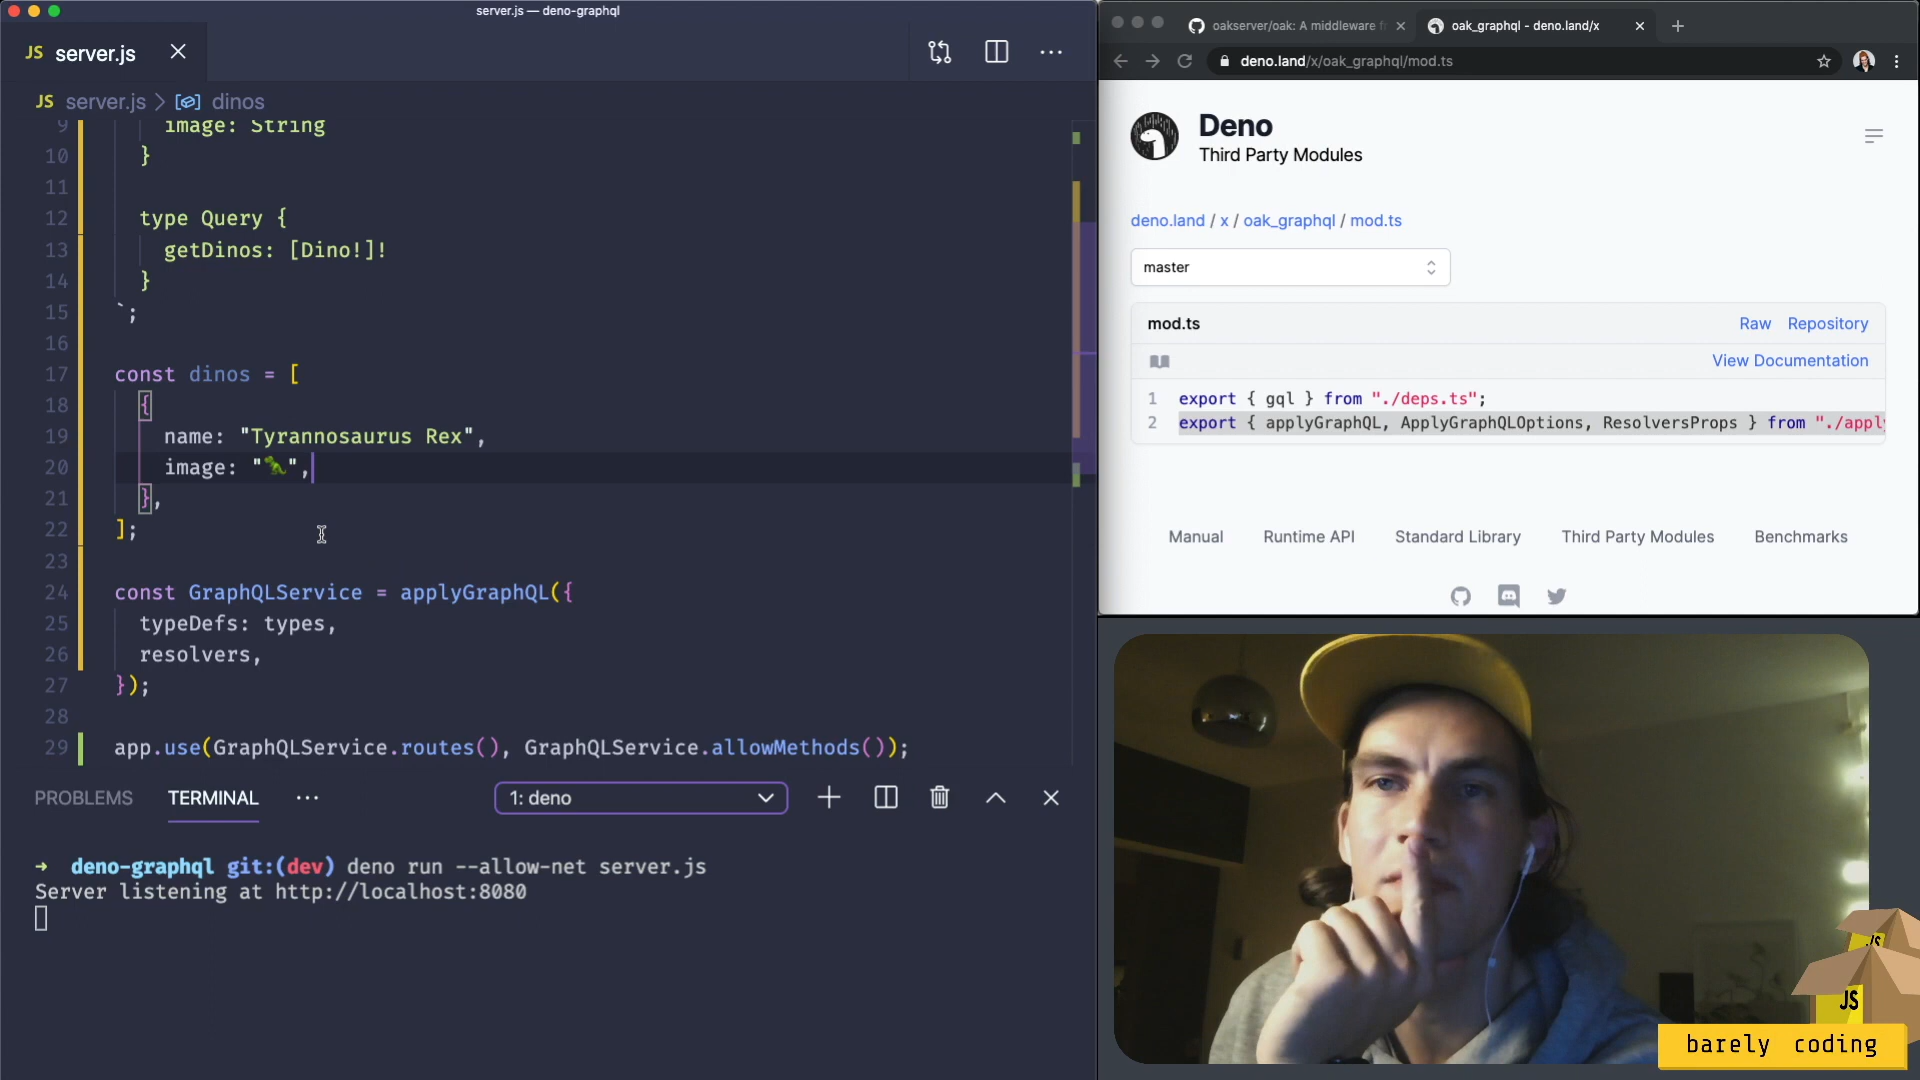 server.js — deno-graphql
JS server.js
JS server.js > dinos
9 image: String
10 }
11
12 type Query {
13 getDinos: [Dino!]!
14 }
15 `;
16
17 const dinos = [
18 {
19 name: "Tyrannosaurus Rex",
20 image: "🦖",
21 },
22 ];
23
24 const GraphQLService = applyGraphQL({
25 typeDefs: types,
26 resolvers,
27 });
28
29 app.use(GraphQLService.routes(), GraphQLService.allowMethods());
PROBLEMS TERMINAL ··· 1: deno
➜ deno-graphql git:(dev) deno run --allow-net server.js
Server listening at http://localhost:8080
oakserver/oak: A middleware f
oak_graphql - deno.land/x
deno.land/x/oak_graphql/mod.ts
Deno
Third Party Modules
deno.land / x / oak_graphql / mod.ts
master
mod.ts Raw Repository
View Documentation
1 export { gql } from "./deps.ts";
2 export { applyGraphQL, ApplyGraphQLOptions, ResolversProps } from "./appl
Manual Runtime API Standard Library Third Party Modules Benchmarks
JS
JS
barely coding